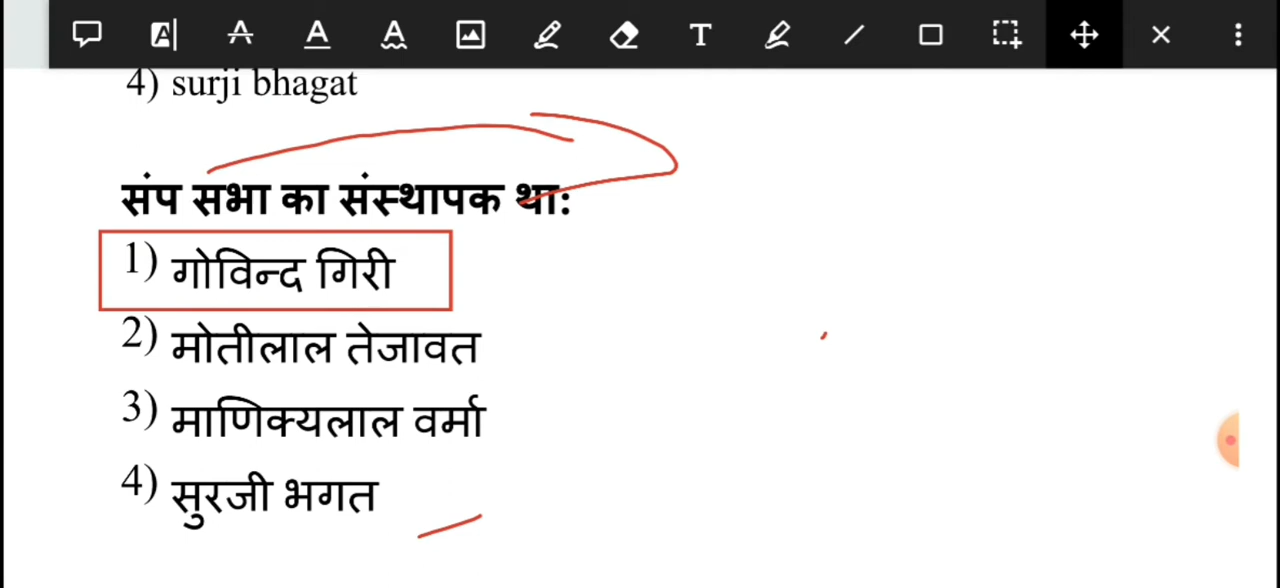 4) surji bhagat
संप सभा का संस्थापक था:
1) गोविन्द गिरी
2) मोतीलाल तेजावत
3) माणिक्यलाल वर्मा
4) सुरजी भगत